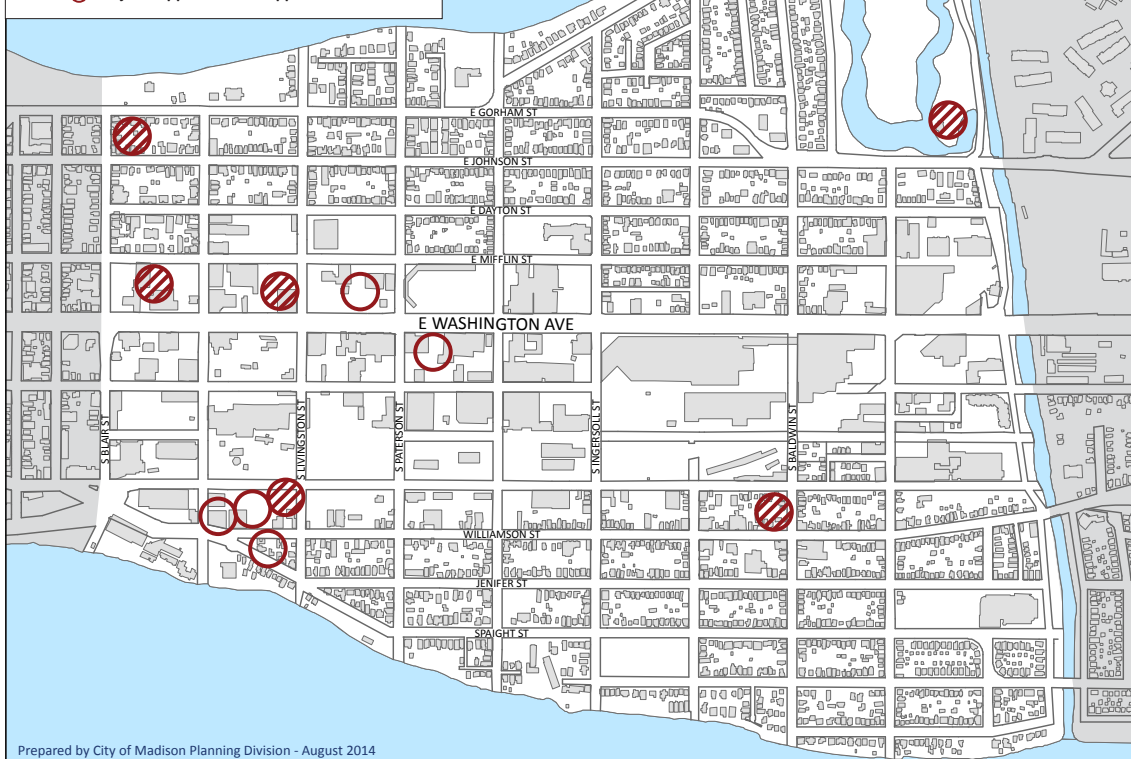 E GORHAM ST
E JOHNSON ST
E DAYTON ST
E MIFFLIN ST
E WASHINGTON AVE
S BLAIR ST
S LIVINGSTON ST
S PATERSON ST
S INGERSOLL ST
S BALDWIN ST
WILLIAMSON ST
JENIFER ST
SPAIGHT ST
Prepared by City of Madison Planning Division - August 2014